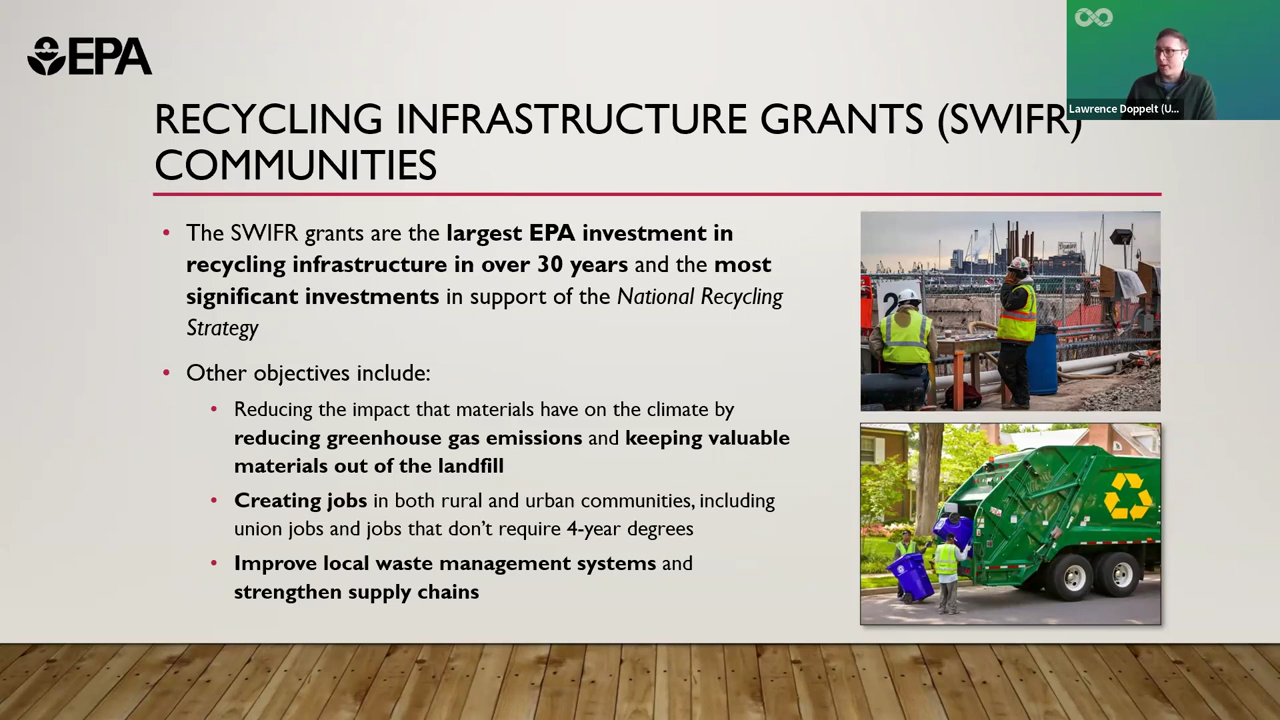 EPA
Lawrence Doppelt (U...
RECYCLING INFRASTRUCTURE GRANTS (SWIFR)
COMMUNITIES
• The SWIFR grants are the largest EPA investment in
recycling infrastructure in over 30 years and the most
significant investments in support of the National Recycling
Strategy
• Other objectives include:
• Reducing the impact that materials have on the climate by
reducing greenhouse gas emissions and keeping valuable
materials out of the landfill
• Creating jobs in both rural and urban communities, including
union jobs and jobs that don’t require 4-year degrees
• Improve local waste management systems and
strengthen supply chains
2